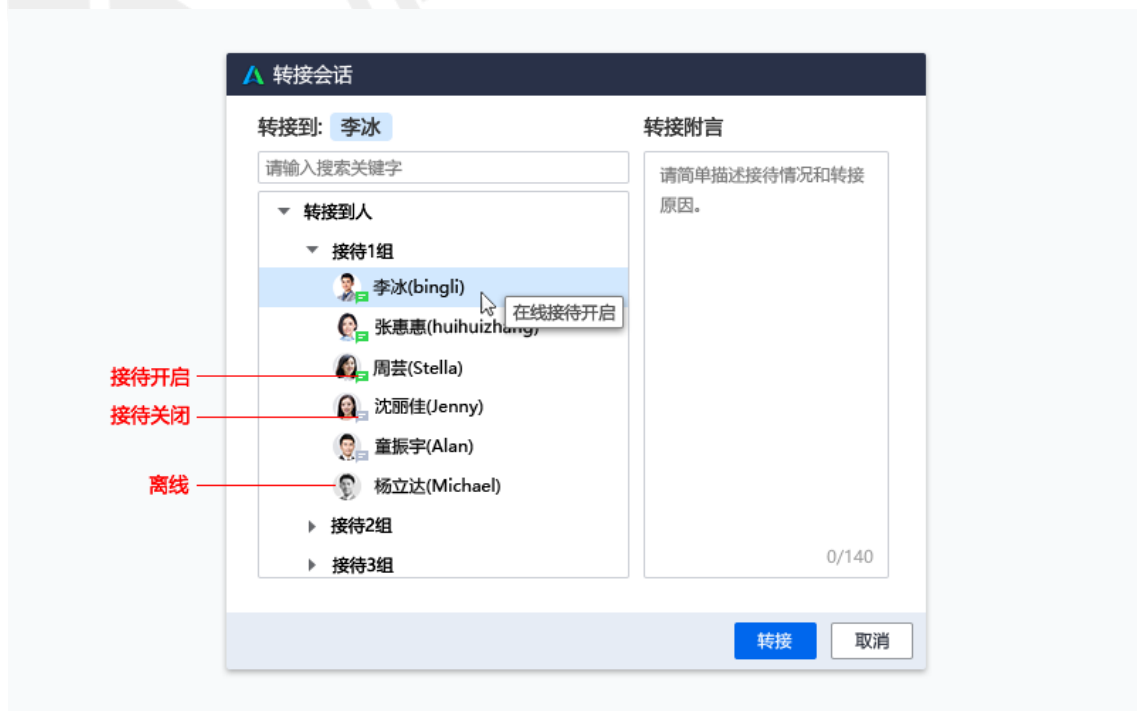 转接会话
转接到: 李冰
转接附言
请输入搜索关键字
请简单描述接待情况和转接
原因。
转接到人
接待1组
李冰(bingli)
在线接待开启
张惠惠(huihuizhang)
接待开启
周芸(Stella)
接待关闭
沈丽佳(Jenny)
童振宇(Alan)
离线
杨立达(Michael)
接待2组
接待3组
0/140
转接
取消